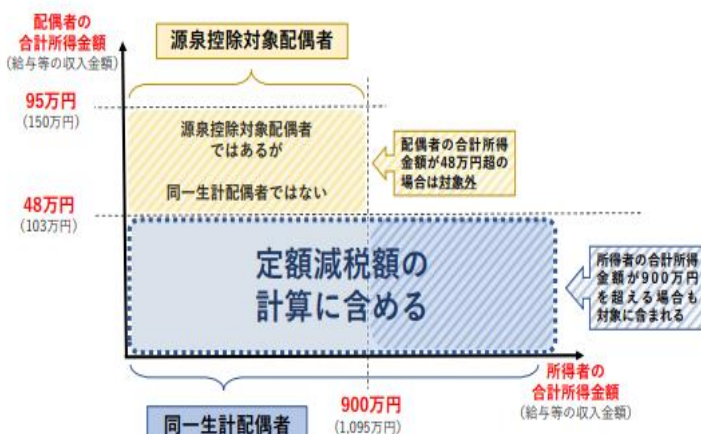 配偶者の
合計所得金額
(給与等の収入金額)
源泉控除対象配偶者
95万円
(150万円)
源泉控除対象配偶者
ではあるが
同一生計配偶者ではない
配偶者の合計所得
金額が48万円超の
場合は対象外
48万円
(103万円)
定額減税額の
計算に含める
所得者の合計所得
金額が900万円
を超える場合も
対象に含まれる
所得者の
合計所得金額
(給与等の収入金額)
900万円
(1,095万円)
同一生計配偶者